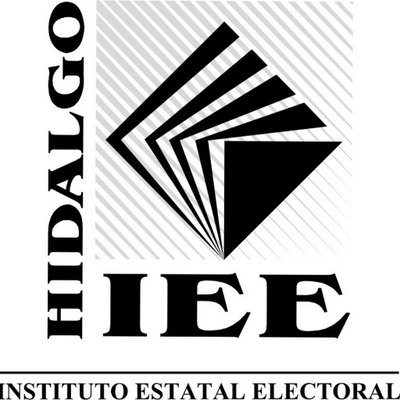 HIDALGO
IEE
INSTITUTO ESTATAL ELECTORAL